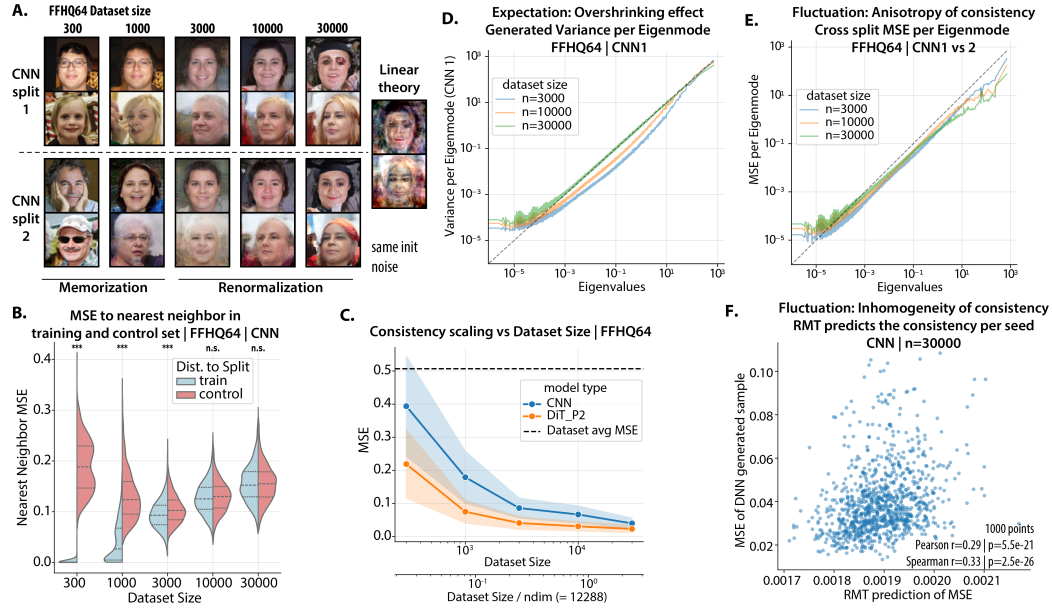 A.
FFHQ64 Dataset size
300 1000 3000 10000 30000
CNN
split
1
CNN
split
2
Linear
theory
same init
noise
Memorization
Renormalization
B.
MSE to nearest neighbor in
training and control set | FFHQ64 | CNN
*** *** *** n.s. n.s.
Dist. to Split
train
control
Nearest Neighbor MSE
0.4
0.3
0.2
0.1
0.0
300 1000 3000 10000 30000
Dataset Size
C.
Consistency scaling vs Dataset Size | FFHQ64
model type
CNN
DiT_P2
Dataset avg MSE
MSE
0.5
0.4
0.3
0.2
0.1
0.0
10³ 10⁴
Dataset Size
10⁻¹ 10⁰
Dataset Size / ndim (= 12288)
D.
Expectation: Overshrinking effect
Generated Variance per Eigenmode
FFHQ64 | CNN1
dataset size
n=3000
n=10000
n=30000
Variance per Eigenmode (CNN 1)
10³
10¹
10⁻¹
10⁻³
10⁻⁵
10⁻⁵ 10⁻³ 10⁻¹ 10¹ 10³
Eigenvalues
E.
Fluctuation: Anisotropy of consistency
Cross split MSE per Eigenmode
FFHQ64 | CNN1 vs 2
dataset size
n=3000
n=10000
n=30000
MSE per Eigenmode
10³
10¹
10⁻¹
10⁻³
10⁻⁵
10⁻⁵ 10⁻³ 10⁻¹ 10¹ 10³
Eigenvalues
F.
Fluctuation: Inhomogeneity of consistency
RMT predicts the consistency per seed
CNN | n=30000
MSE of DNN generated sample
0.10
0.08
0.06
0.04
0.02
1000 points
Pearson r=0.29 | p=5.5e-21
Spearman r=0.33 | p=2.5e-26
0.0017 0.0018 0.0019 0.0020 0.0021
RMT prediction of MSE